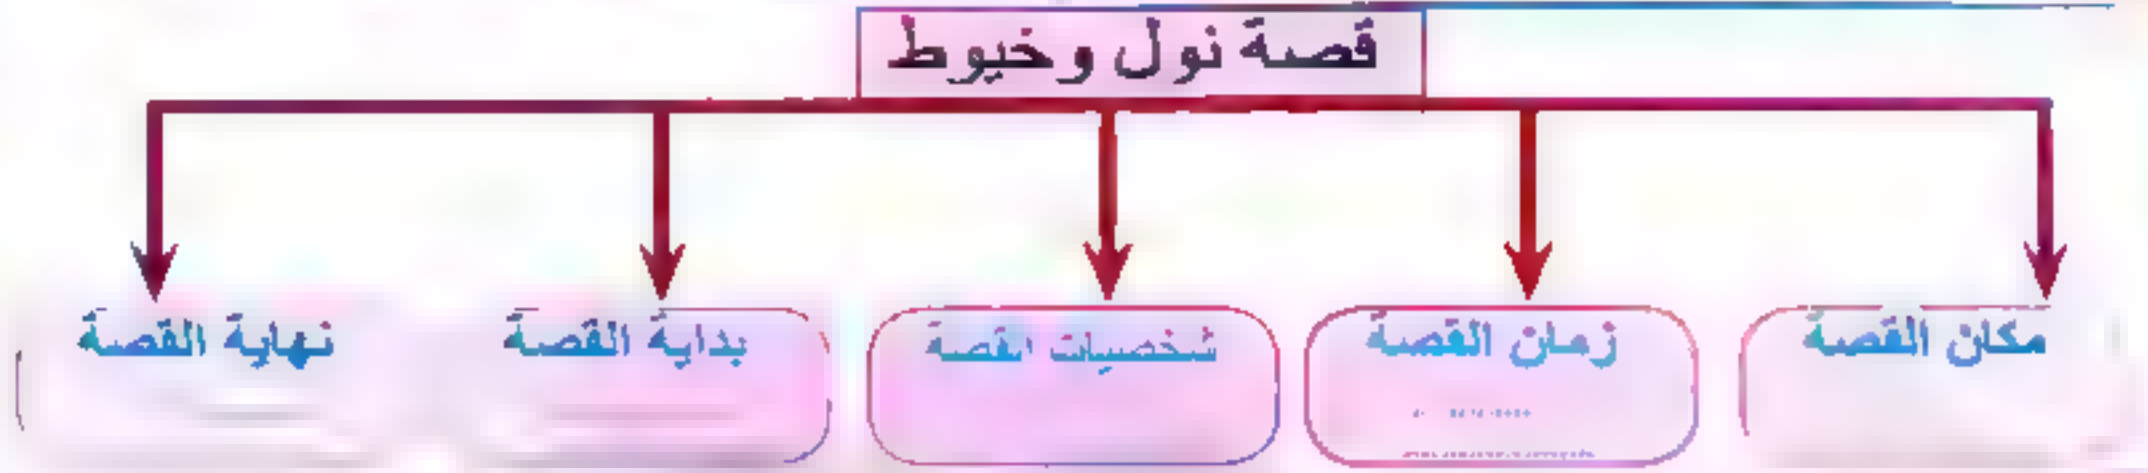 قصة نول وخيوط
مكان القصة
زمان القصة
شخصيات القصة
بداية القصة
نهاية القصة